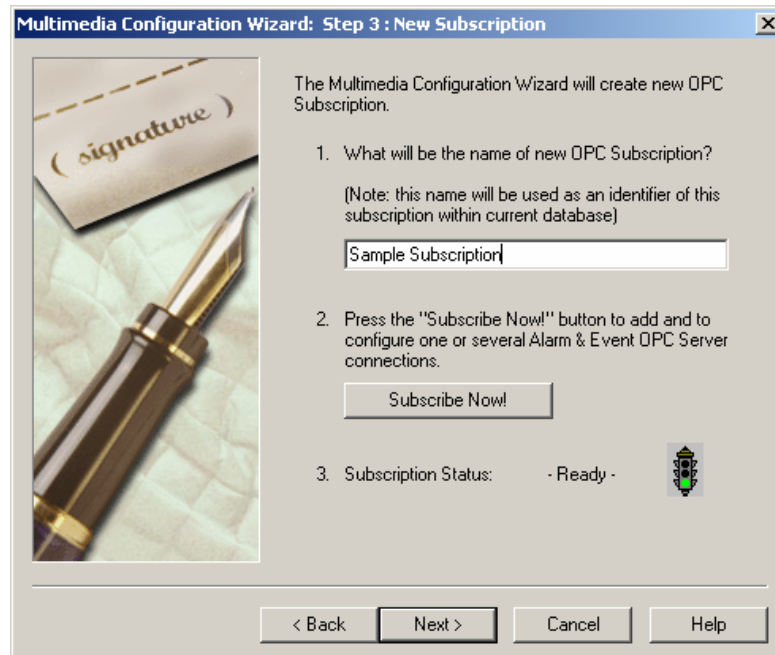 Multimedia Configuration Wizard: Step 3 : New Subscription
( signature )
The Multimedia Configuration Wizard will create new OPC
Subscription.
1. What will be the name of new OPC Subscription?
(Note: this name will be used as an identifier of this
subscription within current database)
Sample Subscription
2. Press the "Subscribe Now!" button to add and to
configure one or several Alarm & Event OPC Server
connections.
Subscribe Now!
3. Subscription Status: - Ready -
< Back Next > Cancel Help